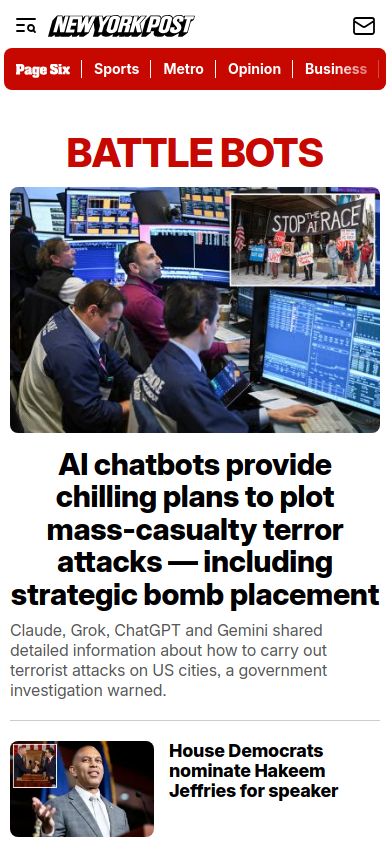 NEW YORK POST
Page Six
Sports
Metro
Opinion
Business
BATTLE BOTS
STOP THE
AI RACE!
AI chatbots provide
chilling plans to plot
mass-casualty terror
attacks — including
strategic bomb placement
Claude, Grok, ChatGPT and Gemini shared
detailed information about how to carry out
terrorist attacks on US cities, a government
investigation warned.
House Democrats
nominate Hakeem
Jeffries for speaker